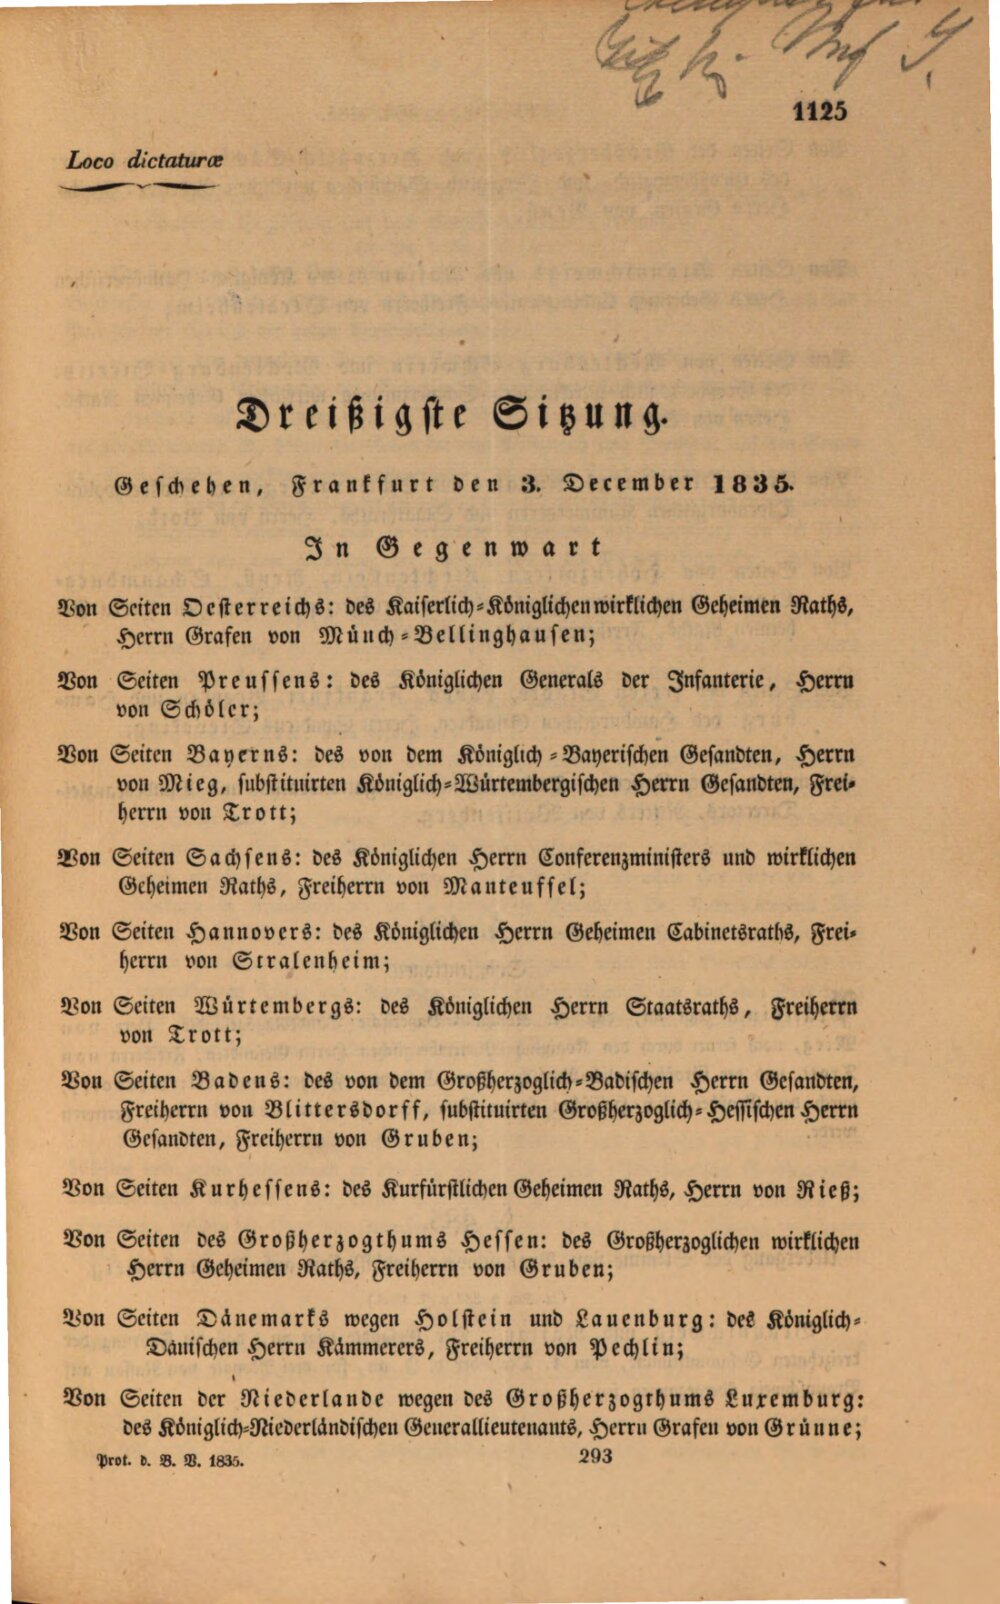 1125
Loco dictaturæ
Dreißigste Sitzung.
Geschehen, Frankfurt den 3. December 1835.
In Gegenwart
Von Seiten Oesterreichs: des Kaiserlich-Königlichen wirklichen Geheimen Raths,
Herrn Grafen von Münch-Bellinghausen;
Von Seiten Preussens: des Königlichen Generals der Infanterie, Herrn
von Schöler;
Von Seiten Bayerns: des von dem Königlich-Bayerischen Gesandten, Herrn
von Mieg, substituirten Königlich-Würtembergischen Herrn Gesandten, Frei-
herrn von Trott;
Von Seiten Sachsens: des Königlichen Herrn Conferenzministers und wirklichen
Geheimen Raths, Freiherrn von Manteuffel;
Von Seiten Hannovers: des Königlichen Herrn Geheimen Cabinetsraths, Frei-
herrn von Stralenheim;
Von Seiten Würtembergs: des Königlichen Herrn Staatsraths, Freiherrn
von Trott;
Von Seiten Badens: des von dem Großherzoglich-Badischen Herrn Gesandten,
Freiherrn von Blittersdorff, substituirten Großherzoglich-Hessischen Herrn
Gesandten, Freiherrn von Gruben;
Von Seiten Kurhessens: des Kurfürstlichen Geheimen Raths, Herrn von Rieß;
Von Seiten des Großherzogthums Hessen: des Großherzoglichen wirklichen
Herrn Geheimen Raths, Freiherrn von Gruben;
Von Seiten Dänemarks wegen Holstein und Lauenburg: des Königlich-
Dänischen Herrn Kämmerers, Freiherrn von Pechlin;
Von Seiten der Niederlande wegen des Großherzogthums Luxemburg:
des Königlich-Niederländischen Generallieutenants, Herrn Grafen von Grünne;
Prot. d. B. V. 1835.
293